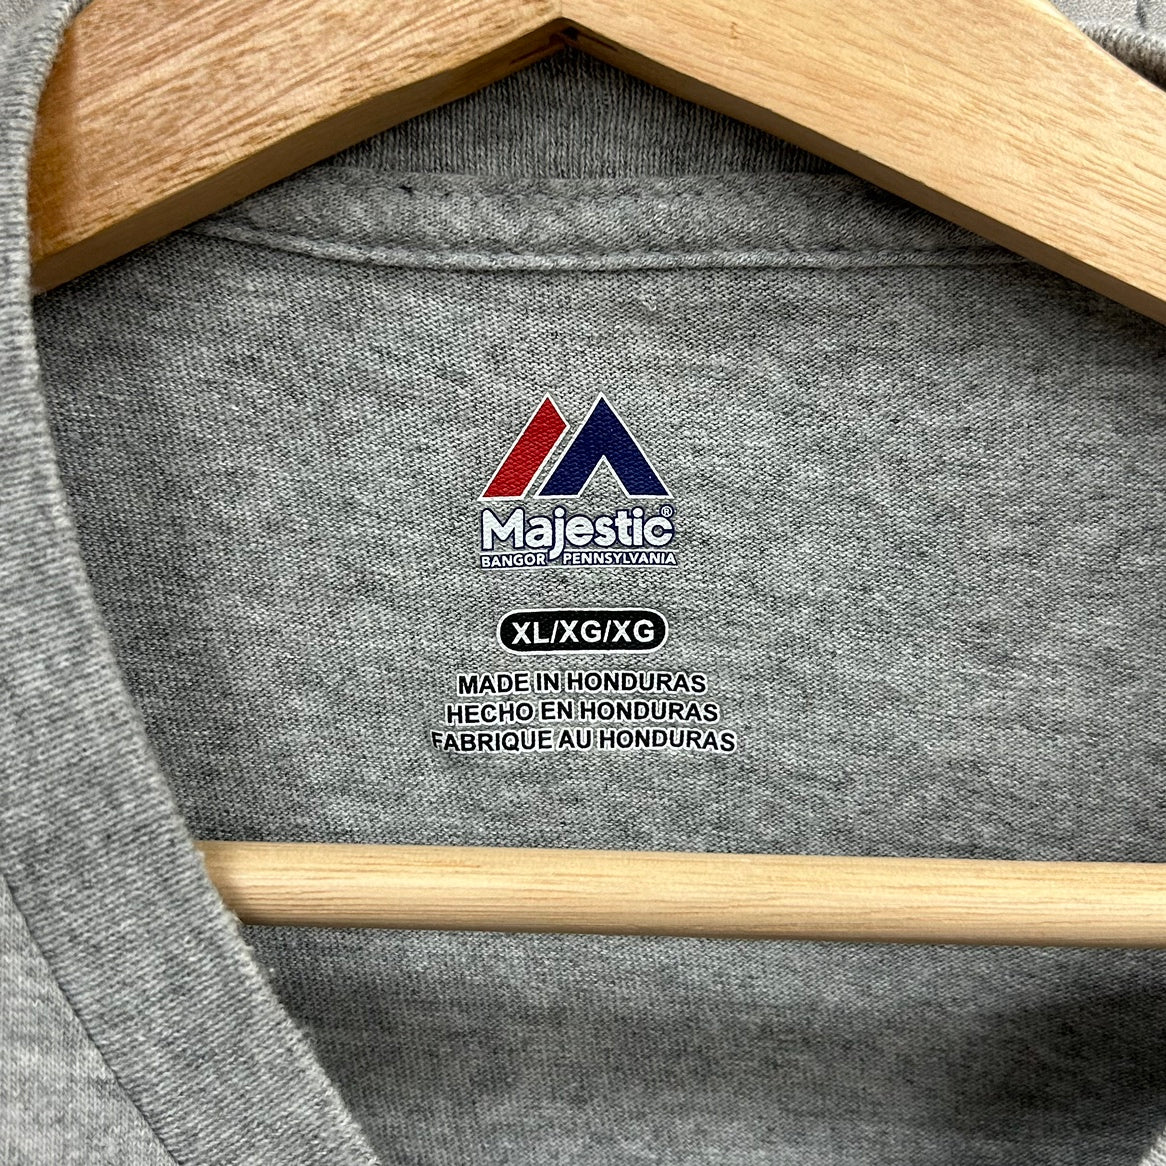 Majestic®
BANGOR PENNSYLVANIA
XL/XG/XG
MADE IN HONDURAS
HECHO EN HONDURAS
FABRIQUE AU HONDURAS